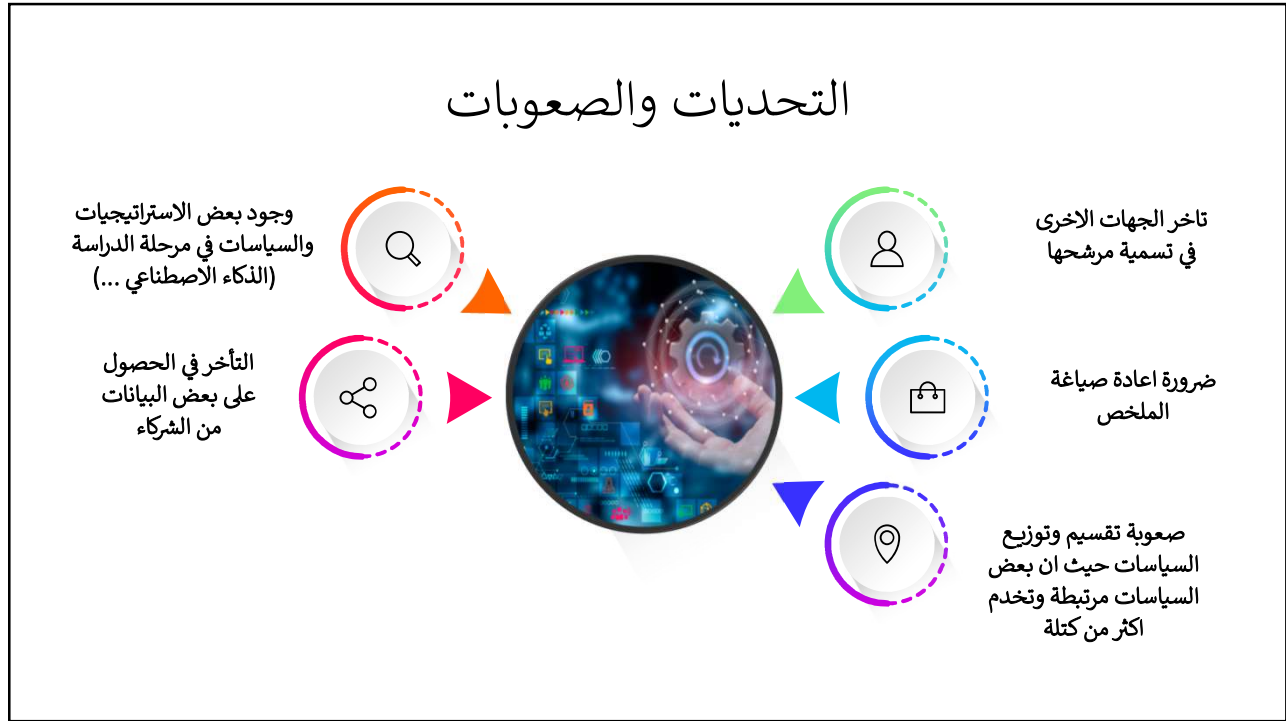 التحديات والصعوبات
تاخر الجهات الاخرى
في تسمية مرشحها
ضرورة اعادة صياغة
الملخص
صعوبة تقسيم وتوزيع
السياسات حيث ان بعض
السياسات مرتبطة وتخدم
اكثر من كتلة
وجود بعض الاستراتيجيات
والسياسات في مرحلة الدراسة
(الذكاء الاصطناعي ...)
التأخر في الحصول
على بعض البيانات
من الشركاء